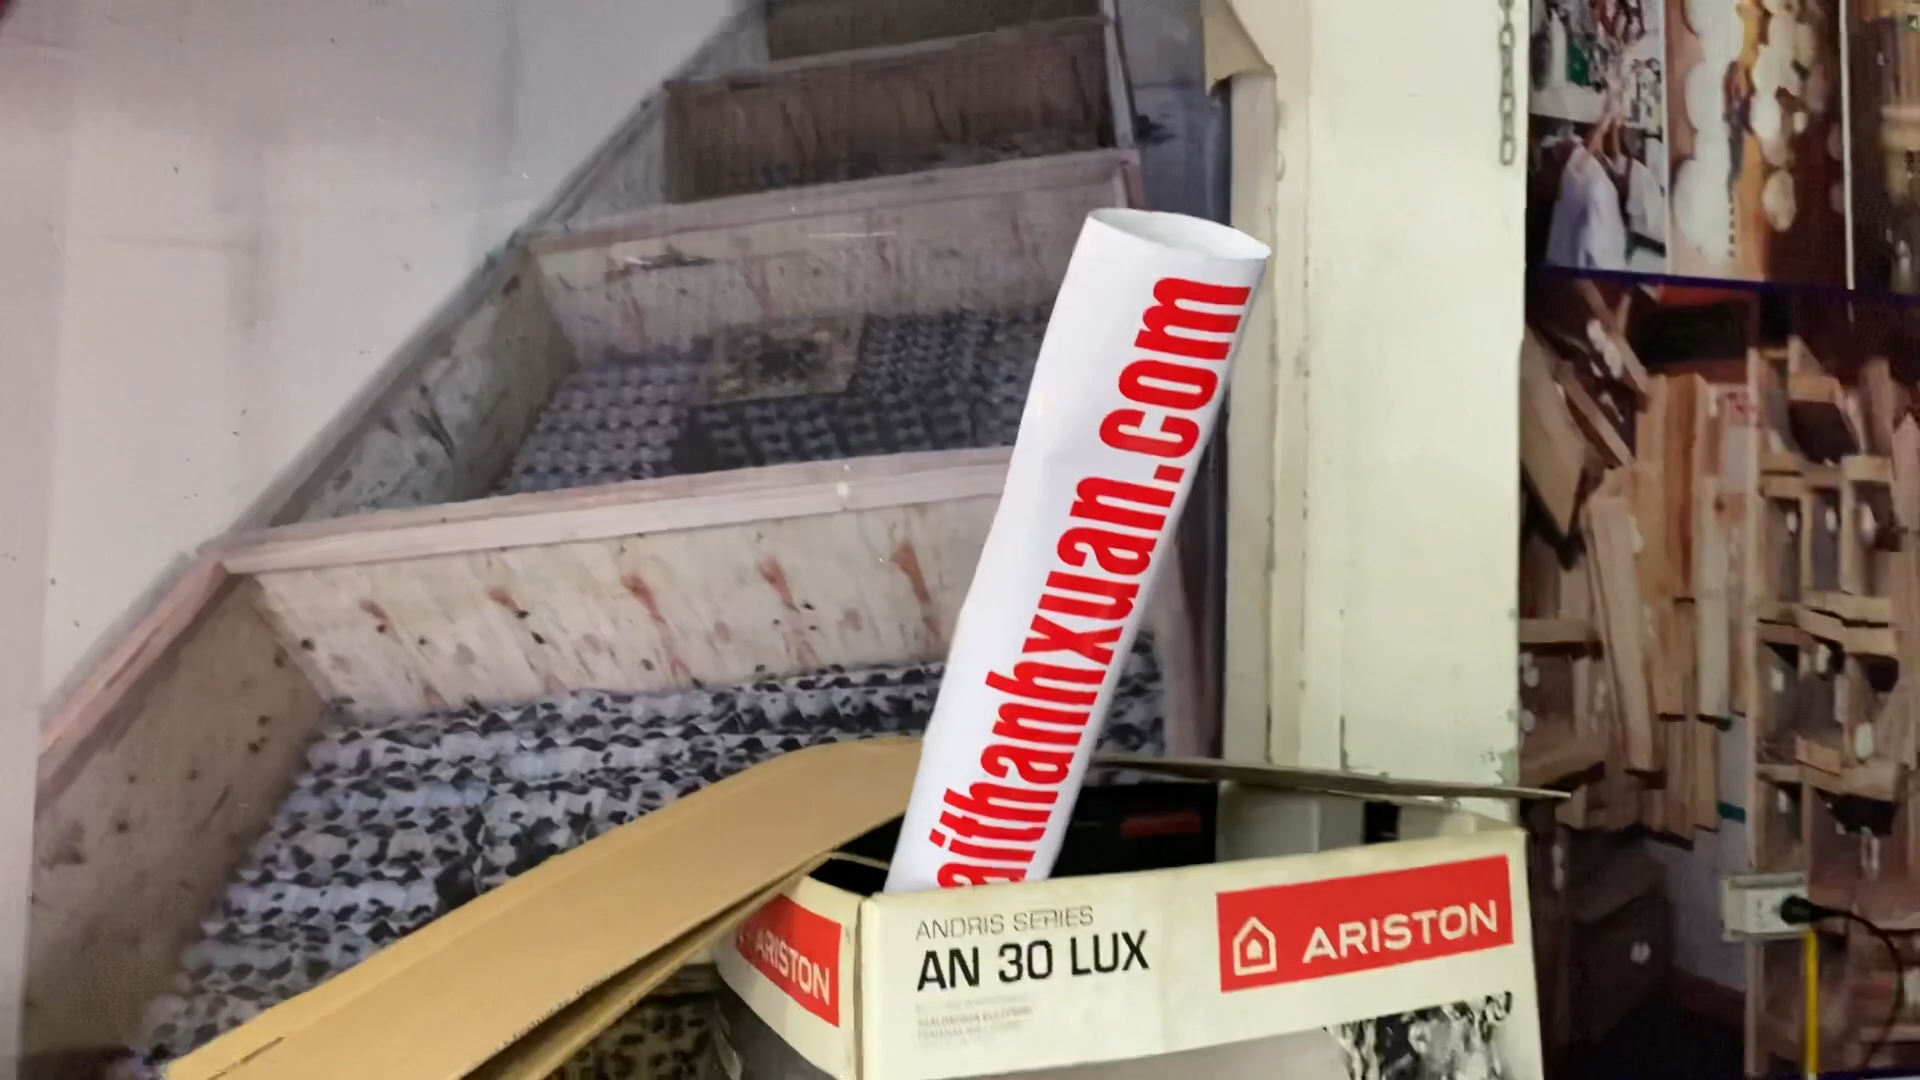 aithanhxuan.com
ANDRIS SERIES
AN 30 LUX
ARISTON
ARISTON